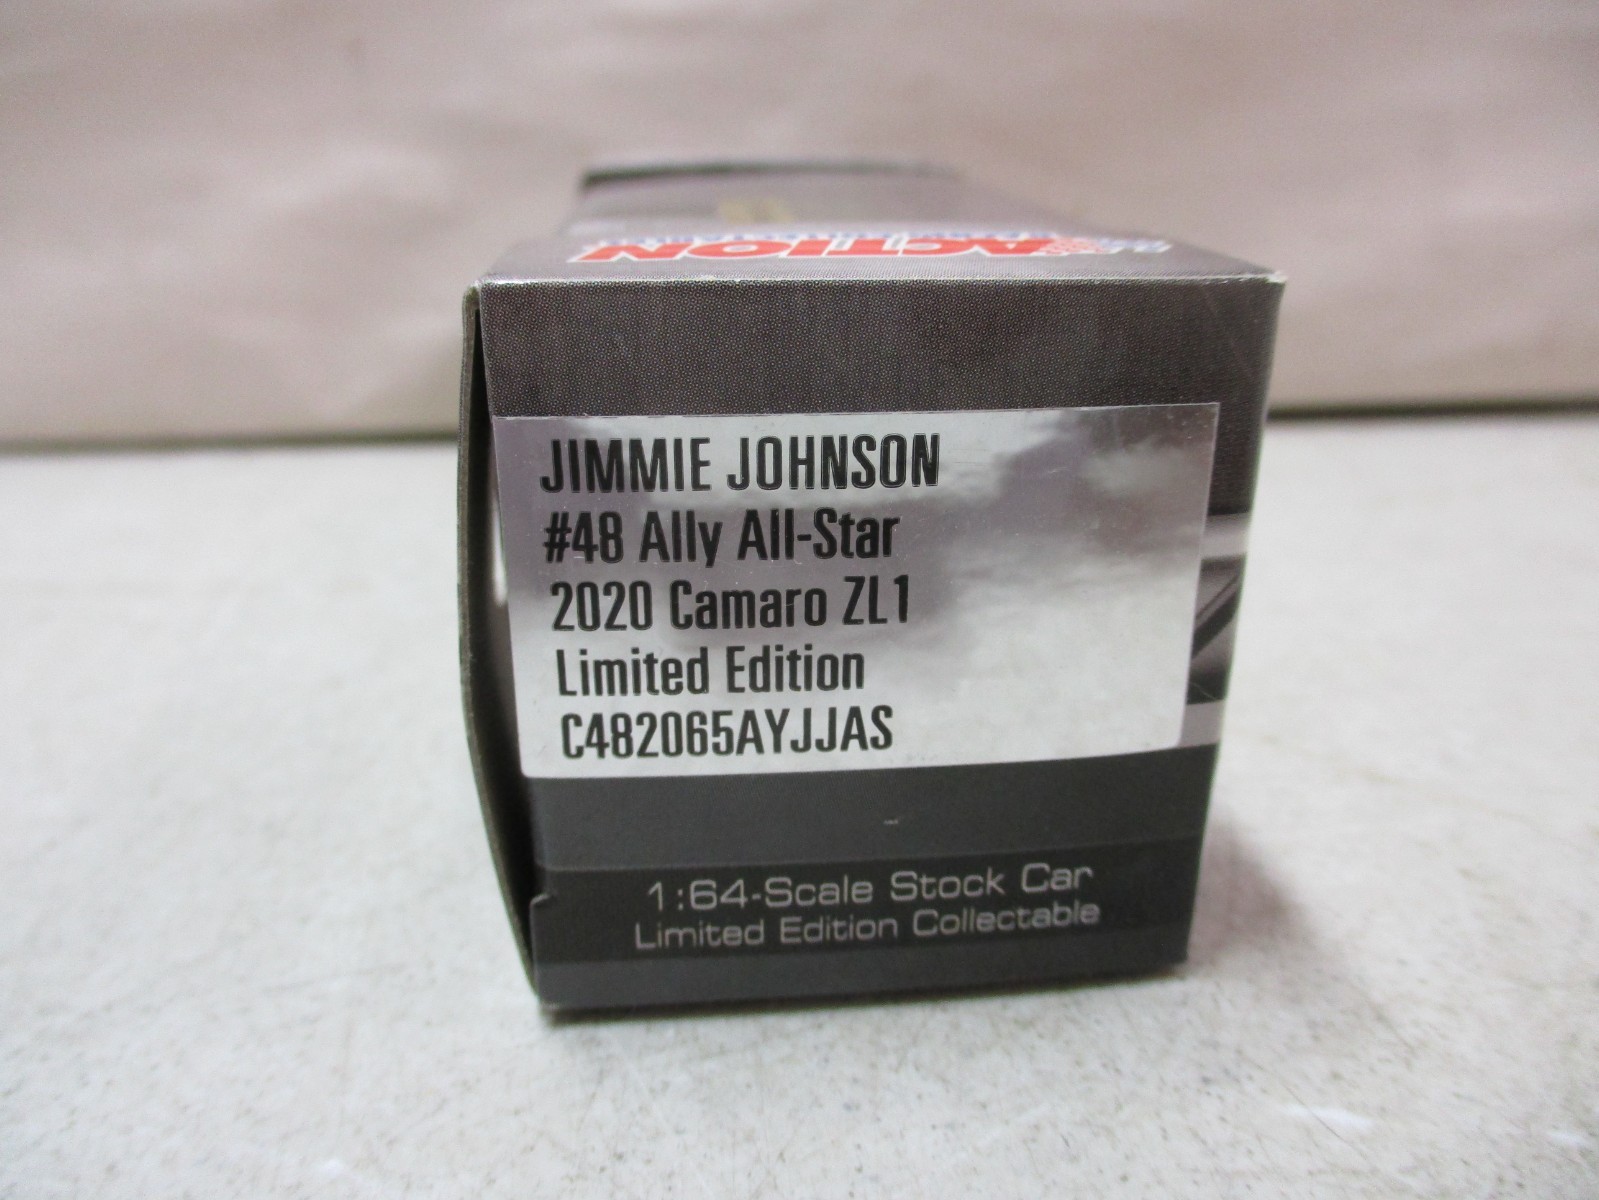 ACTION
JIMMIE JOHNSON
#48 Ally All-Star
2020 Camaro ZL1
Limited Edition
C482065AYJJAS
1:64-Scale Stock Car
Limited Edition Collectable